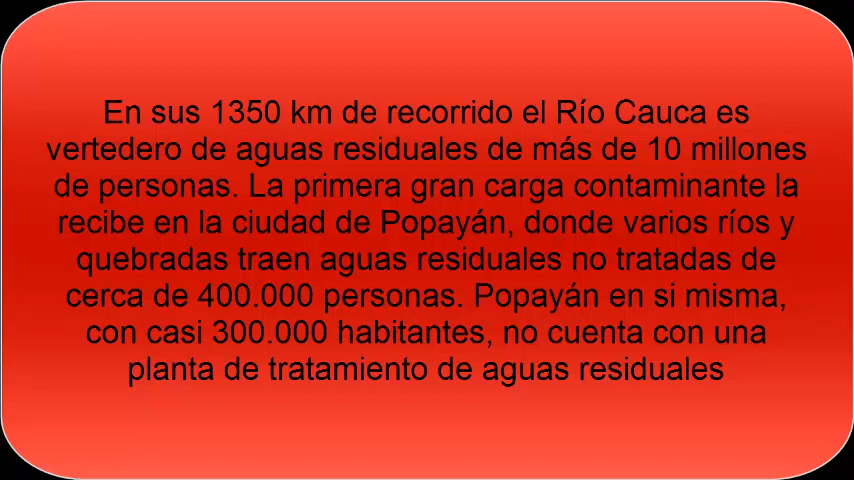 En sus 1350 km de recorrido el Río Cauca es
vertedero de aguas residuales de más de 10 millones
de personas. La primera gran carga contaminante la
recibe en la ciudad de Popayán, donde varios ríos y
quebradas traen aguas residuales no tratadas de
cerca de 400.000 personas. Popayán en si misma,
con casi 300.000 habitantes, no cuenta con una
planta de tratamiento de aguas residuales